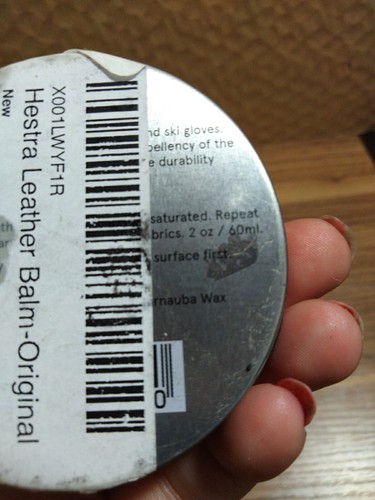 X001LWYF1R
Hestra Leather Balm-Original
New
nd ski gloves.
pellency of the
e durability
saturated. Repeat
brics. 2 oz / 60ml.
surface first.
rnauba Wax
0